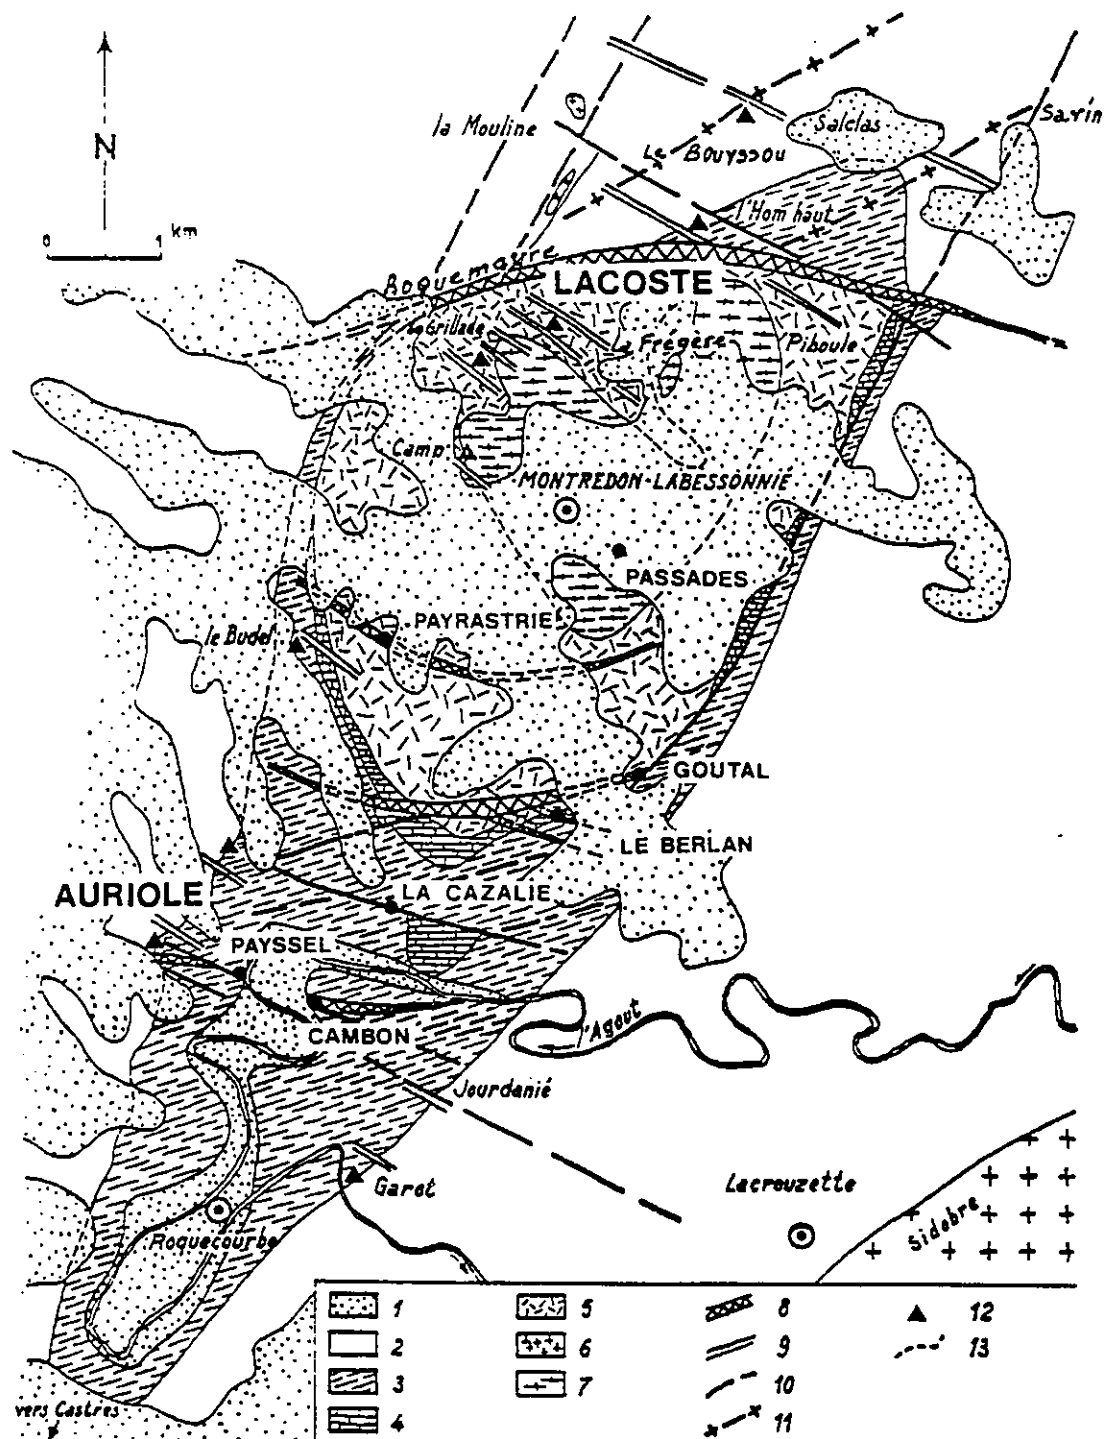 la Mouline
Salclas
Savin
Le Bouyssou
N
l'Hom haut
0 1 km
Roquemaure
LACOSTE
la Grillade
la Frégère
Piboule
Camp
MONTREDON-LABESSONNIE
PASSADES
PAYRASTRIE
le Budel
GOUTAL
LE BERLAN
AURIOLE
LA CAZALIE
PAYSSEL
CAMBON
l'Agout
Jourdanié
Garot
Lacrouzette
Sidobre
Roquecourbe
vers Castres
1
2
3
4
5
6
7
8
9
10
11
12
13